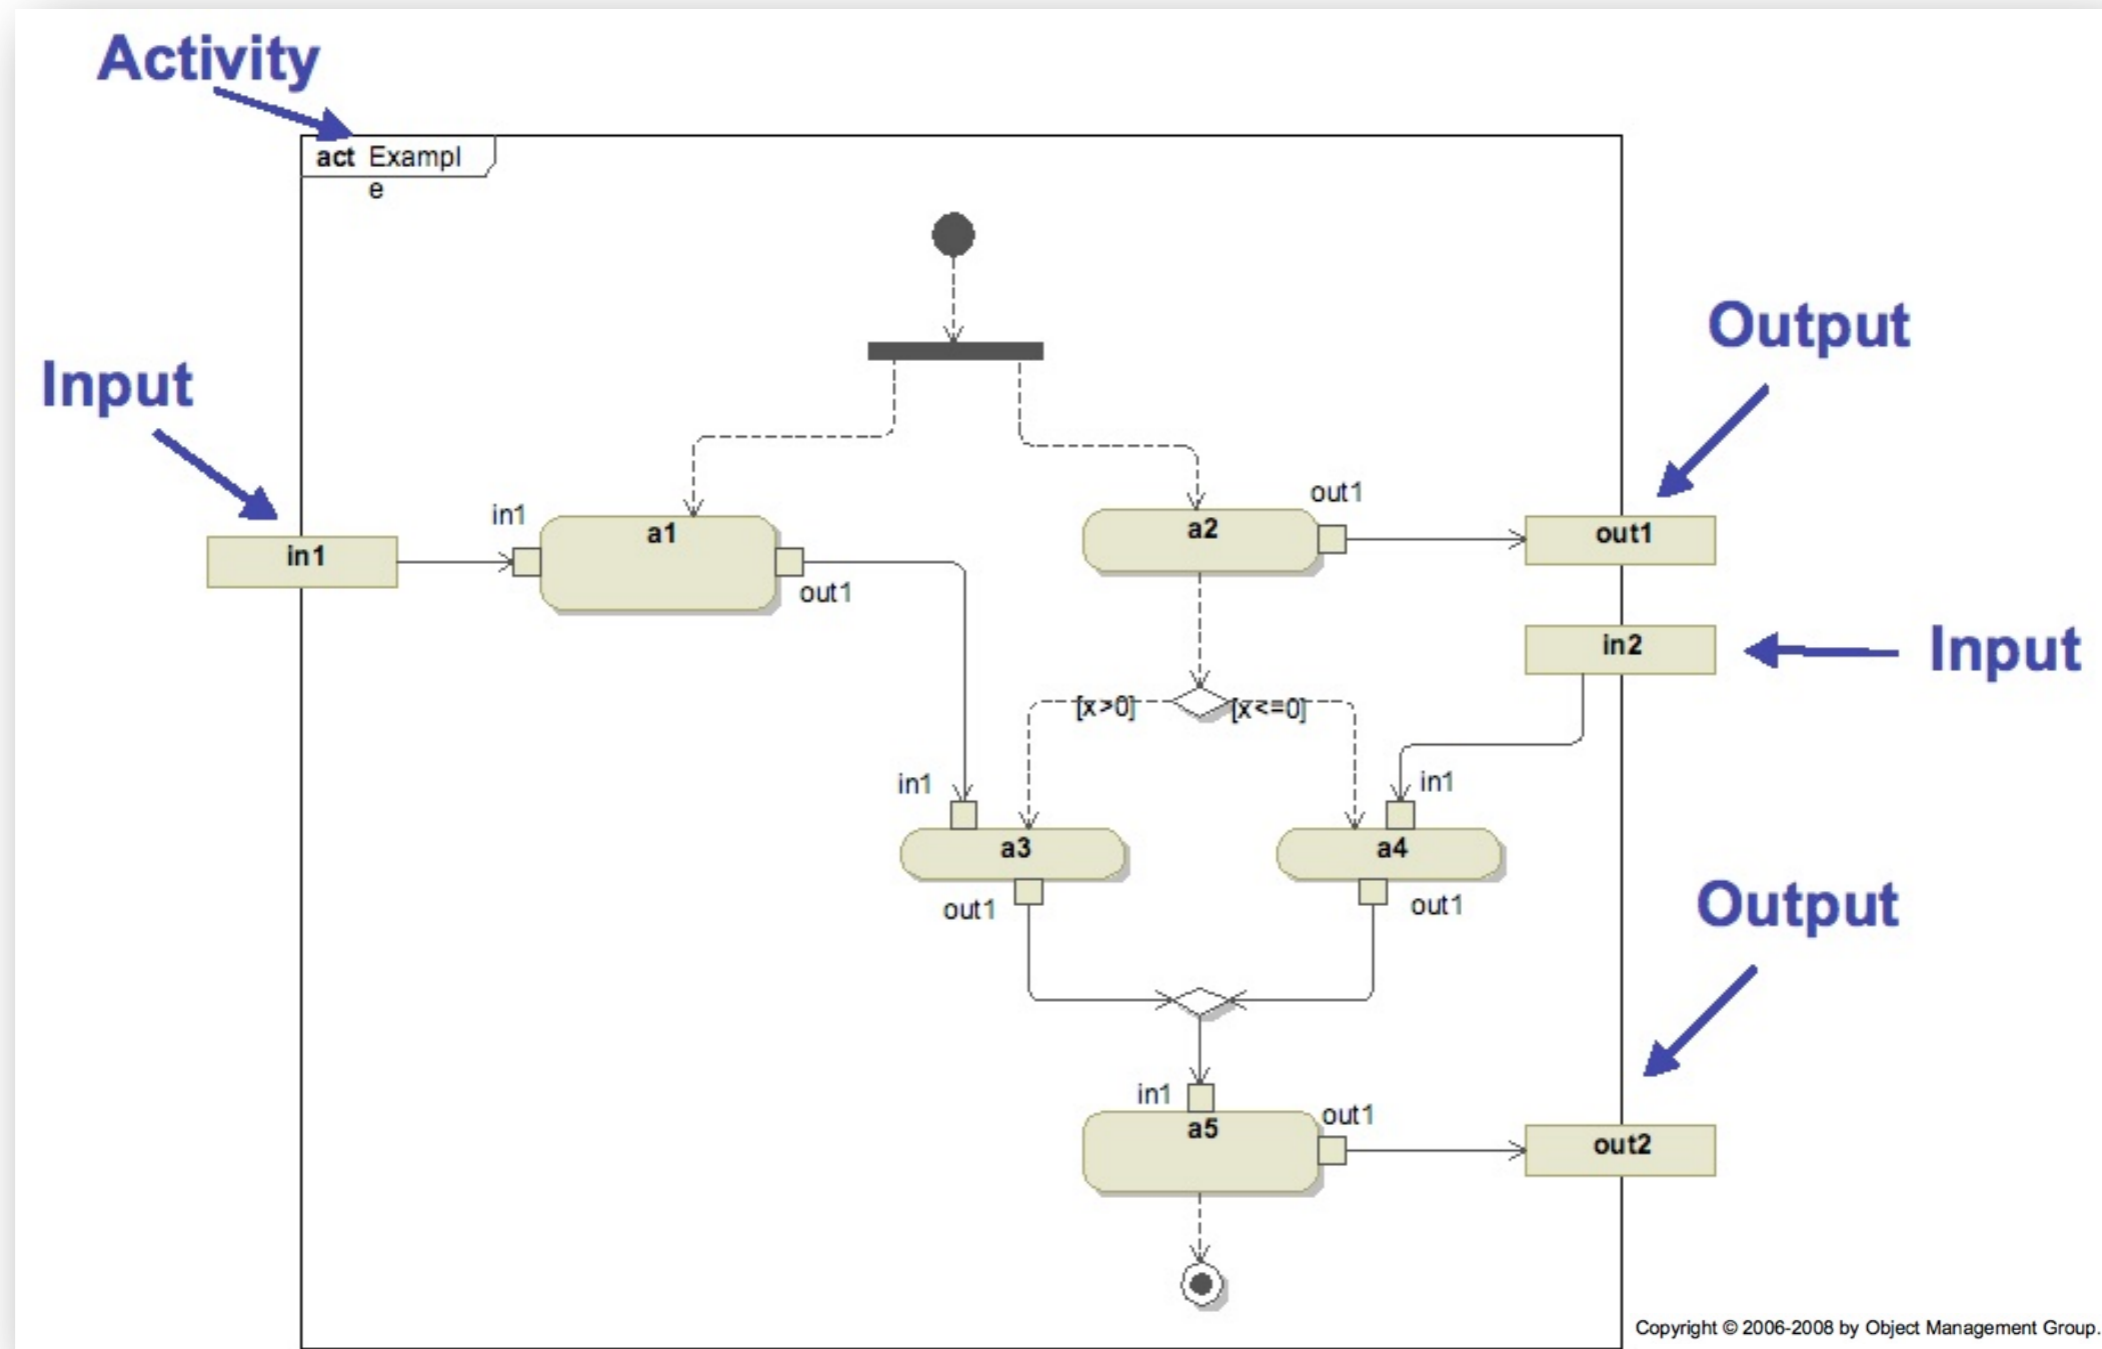 Activity
act Exampl
e
Output
Input
in1
a1
out1
a2
out1
out1
in1
in2
Input
[x>0]
[x<=0]
in1
in1
a3
a4
out1
out1
Output
in1
a5
out1
out2
Copyright © 2006-2008 by Object Management Group.